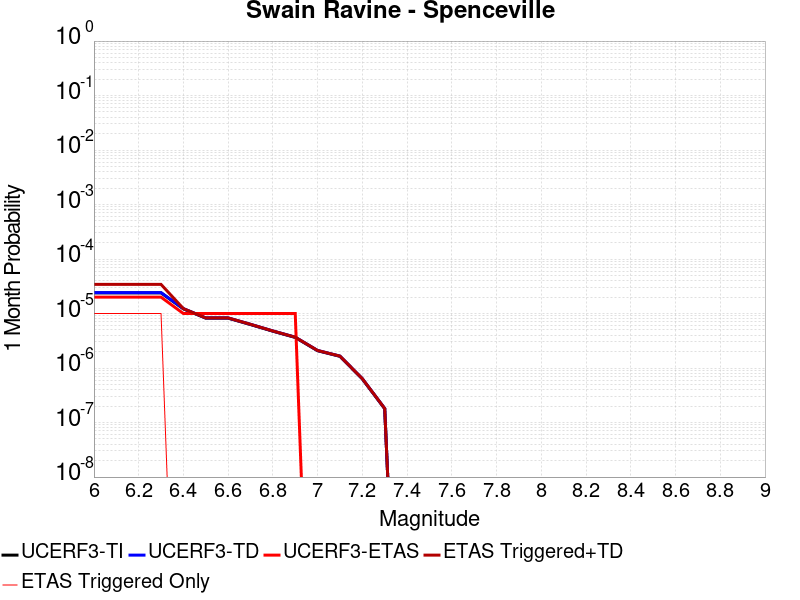 Swain Ravine - Spenceville
10^0
10^-1
10^-2
10^-3
10^-4
10^-5
10^-6
10^-7
10^-8
1 Month Probability
6 6.2 6.4 6.6 6.8 7 7.2 7.4 7.6 7.8 8 8.2 8.4 8.6 8.8 9
Magnitude
UCERF3-TI UCERF3-TD UCERF3-ETAS ETAS Triggered+TD
ETAS Triggered Only